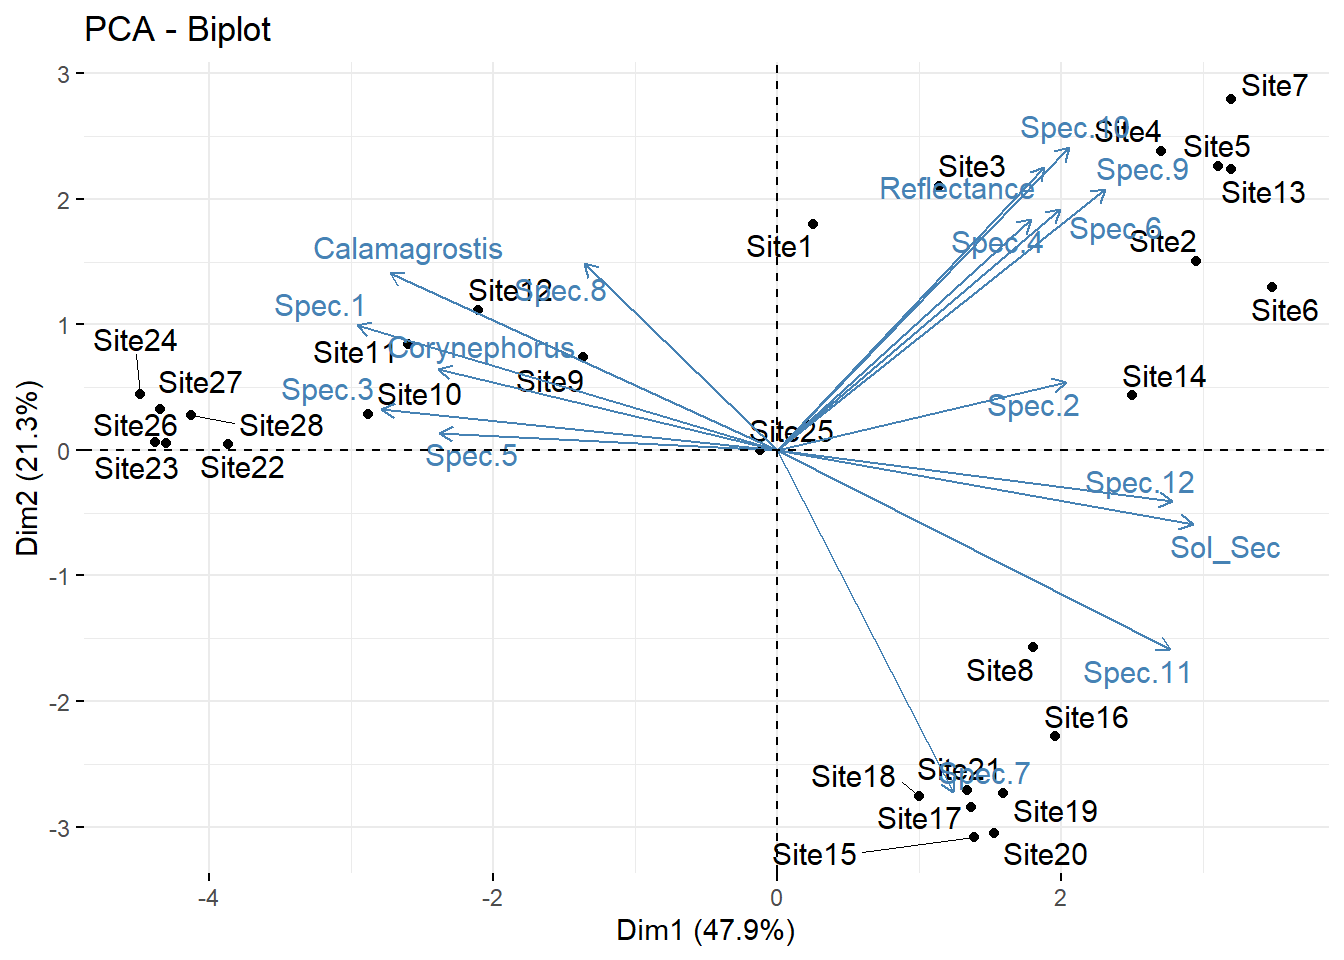 PCA - Biplot
3
Site7
Spec.10
Site4
Site5
Site3
Spec.9
Reflectance
Site13
2
Spec.6
Site1
Spec.4
Site2
Calamagrostis
Site12
Spec.8
Spec.1
Site6
1
Site24
Site11
Corynephorus
Site27
Site9
Site14
Spec.3
Site10
Spec.2
Site26
Site28
Site25
0
Spec.5
Site23
Site22
Spec.12
Sol_Sec
-1
Site8
Spec.11
-2
Site16
Site18
Site21
Spec.7
Site17
Site19
-3
Site15
Site20
-4
-2
0
2
Dim1 (47.9%)
Dim2 (21.3%)